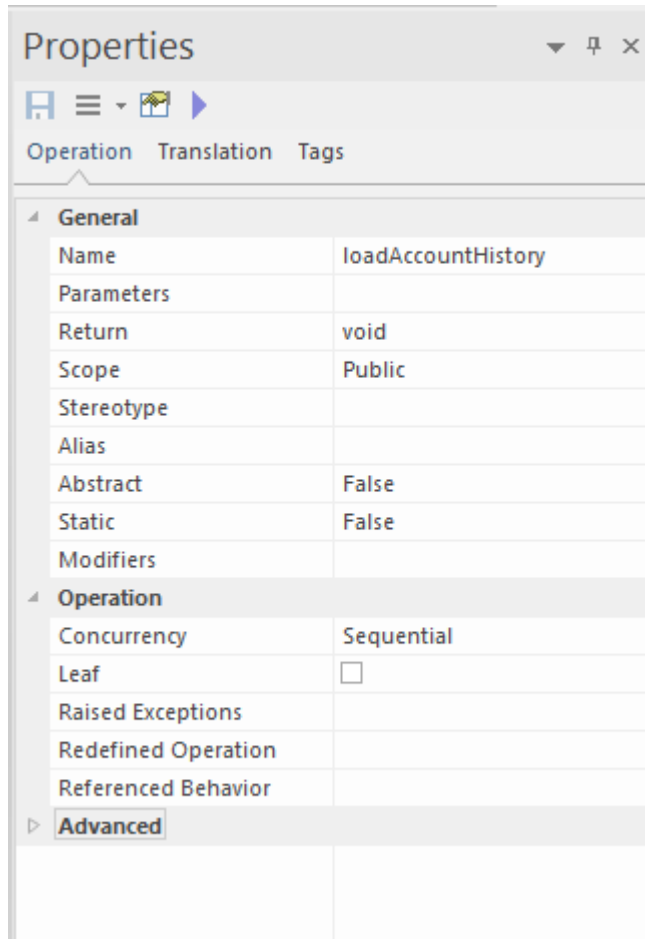 Properties
Operation Translation Tags
General
Name loadAccountHistory
Parameters
Return void
Scope Public
Stereotype
Alias
Abstract False
Static False
Modifiers
Operation
Concurrency Sequential
Leaf
Raised Exceptions
Redefined Operation
Referenced Behavior
Advanced